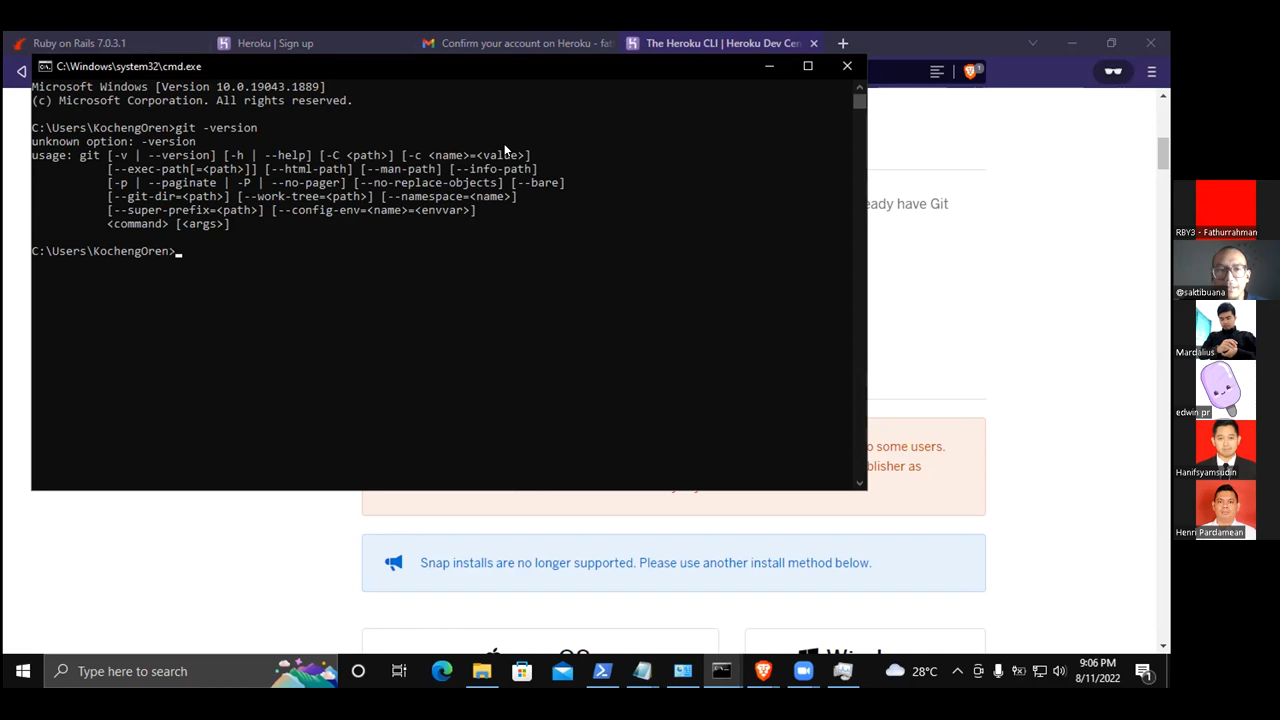 Ruby on Rails 7.0.3.1
Heroku | Sign up
Confirm your account on Heroku - fat
The Heroku CLI | Heroku Dev Cen
C:\Windows\system32\cmd.exe
Microsoft Windows [Version 10.0.19043.1889]
(c) Microsoft Corporation. All rights reserved.
C:\Users\KochengOren>git -version
unknown option: -version
usage: git [-v | --version] [-h | --help] [-C <path>] [-c <name>=<value>]
[--exec-path[=<path>]] [--html-path] [--man-path] [--info-path]
[-p | --paginate | -P | --no-pager] [--no-replace-objects] [--bare]
[--git-dir=<path>] [--work-tree=<path>] [--namespace=<name>]
[--super-prefix=<path>] [--config-env=<name>=<envvar>]
<command> [<args>]
C:\Users\KochengOren>
eady have Git
o some users.
blisher as
Snap installs are no longer supported. Please use another install method below.
RBY3 - Fathurrahman
@saktibuana
Mardalius
edwin pr
Hanifsyamsudin
Henri Pardamean
Type here to search
28°C
9:06 PM
8/11/2022